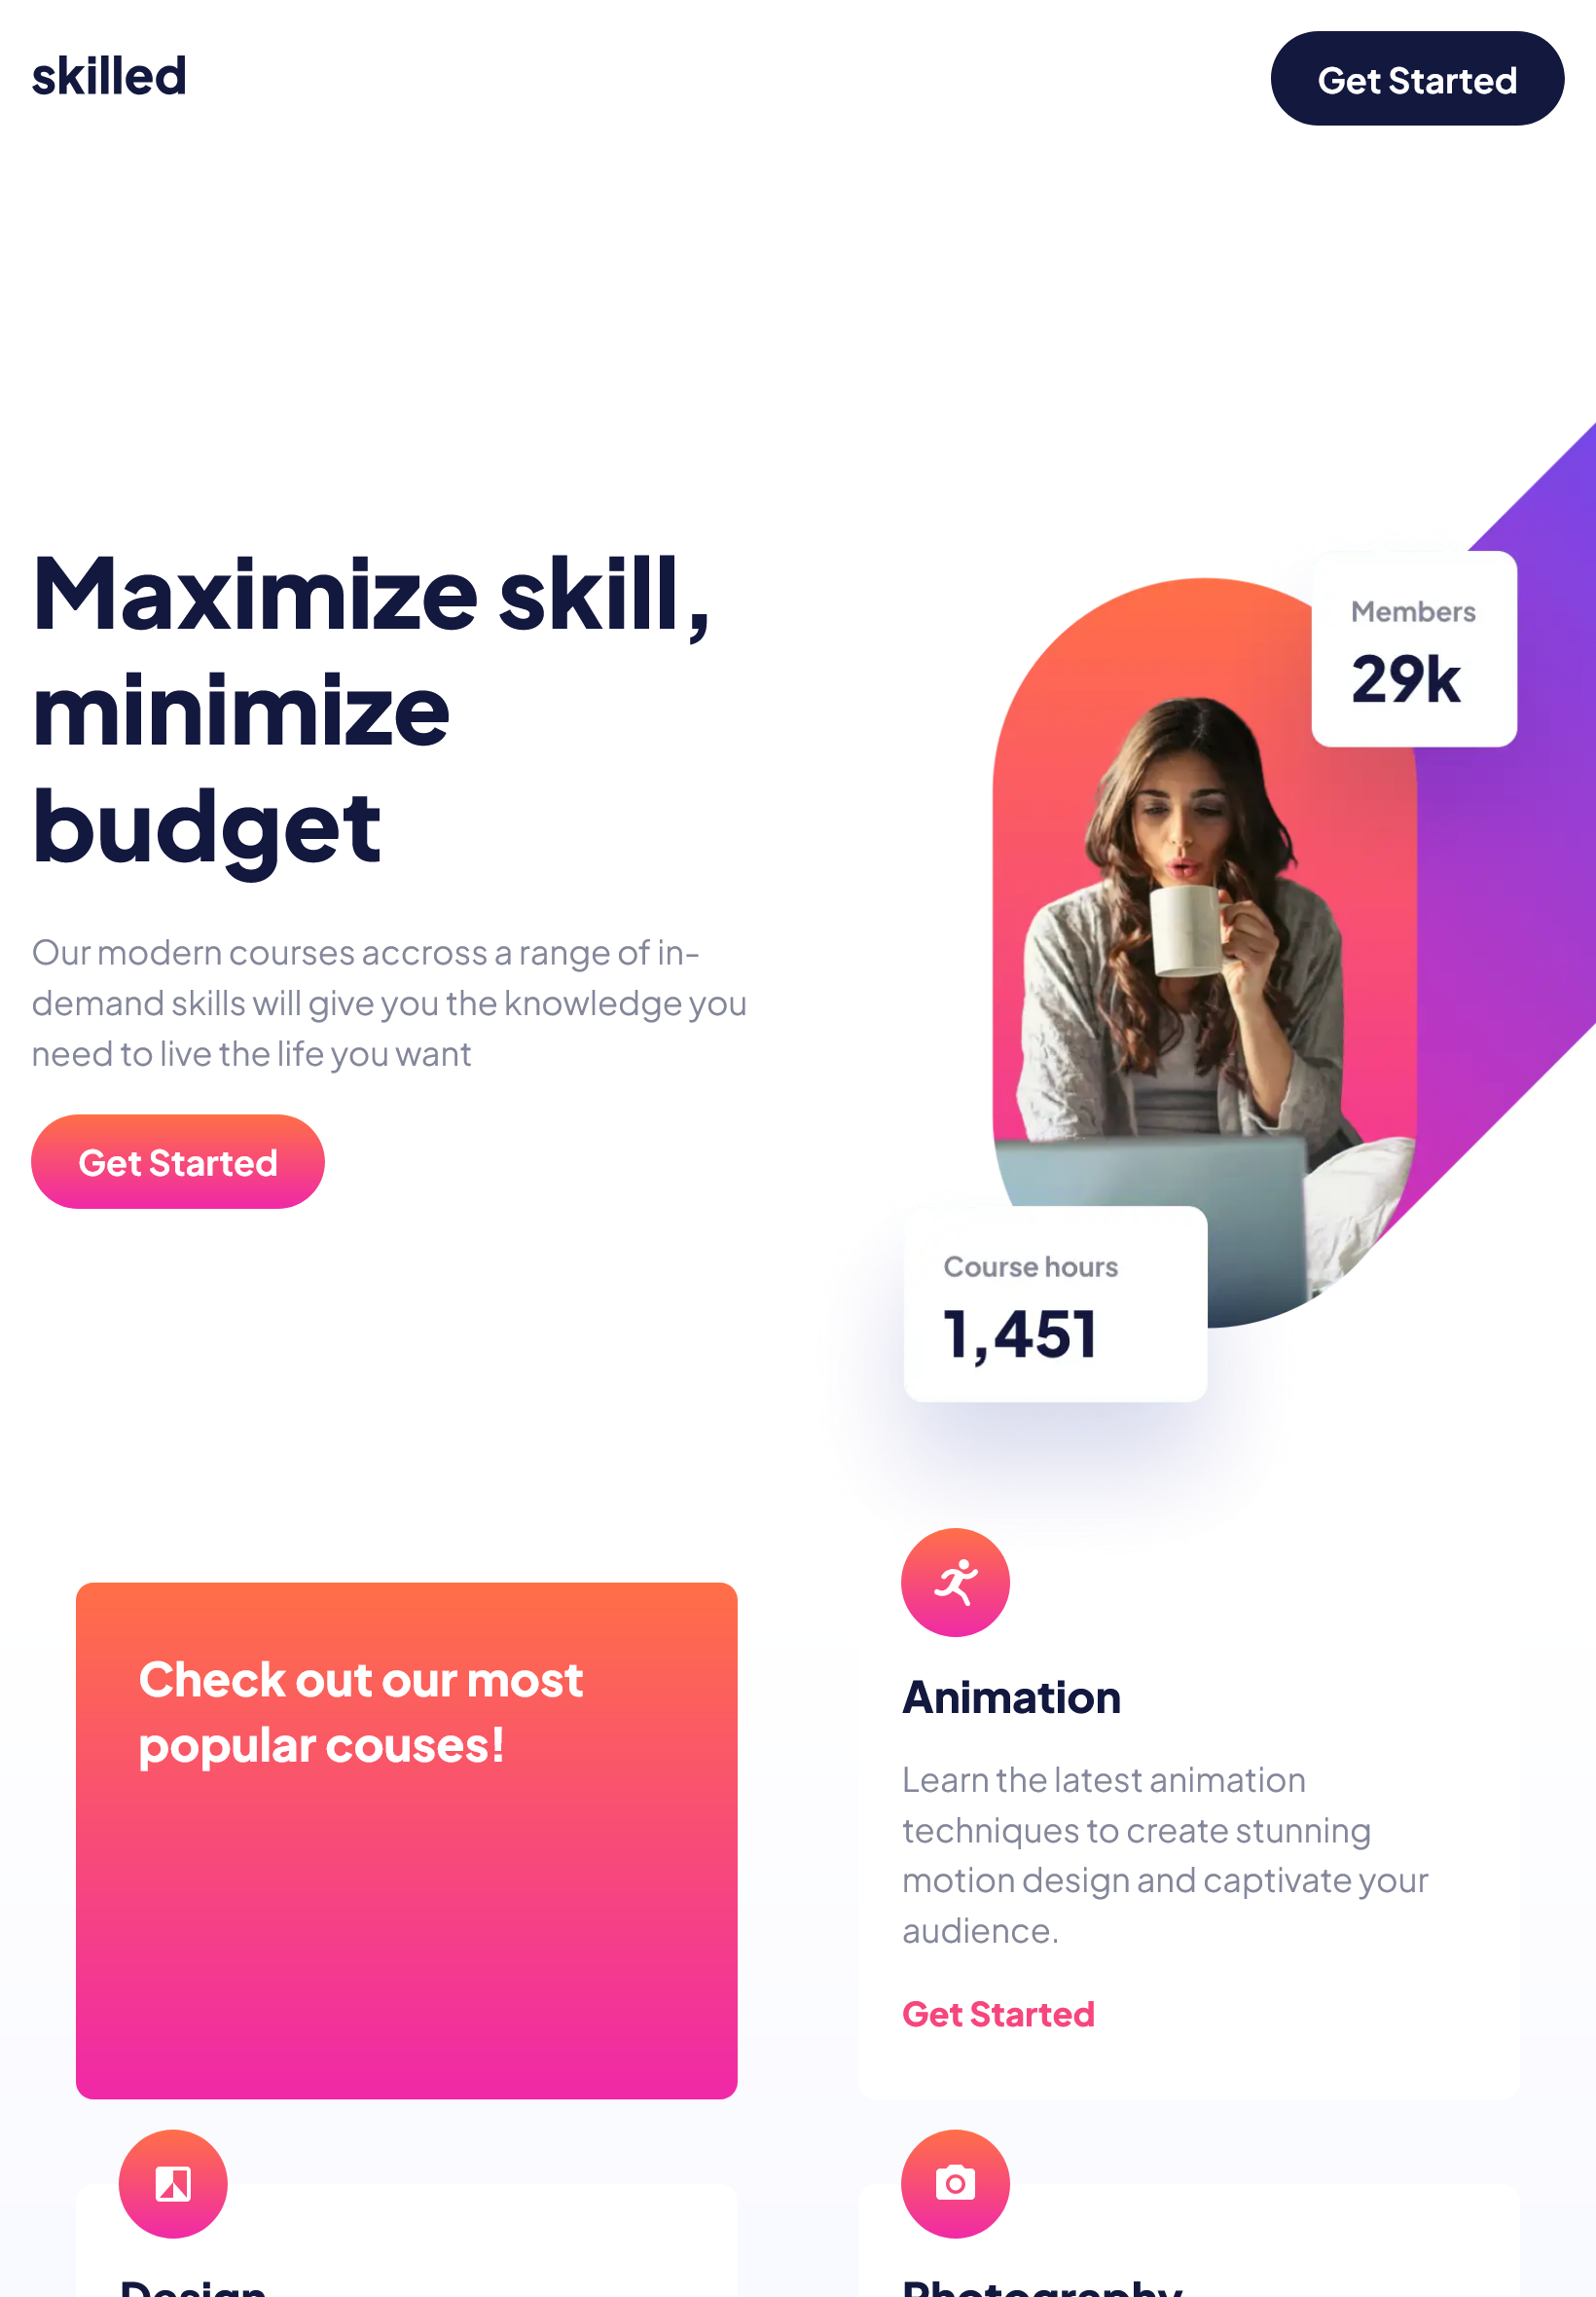 skilled
Get Started
Maximize skill,
minimize
budget
Our modern courses accross a range of in-
demand skills will give you the knowledge you
need to live the life you want
Get Started
Members
29k
Course hours
1,451
Check out our most
popular couses!
Animation
Learn the latest animation
techniques to create stunning
motion design and captivate your
audience.
Get Started
Design
Photography